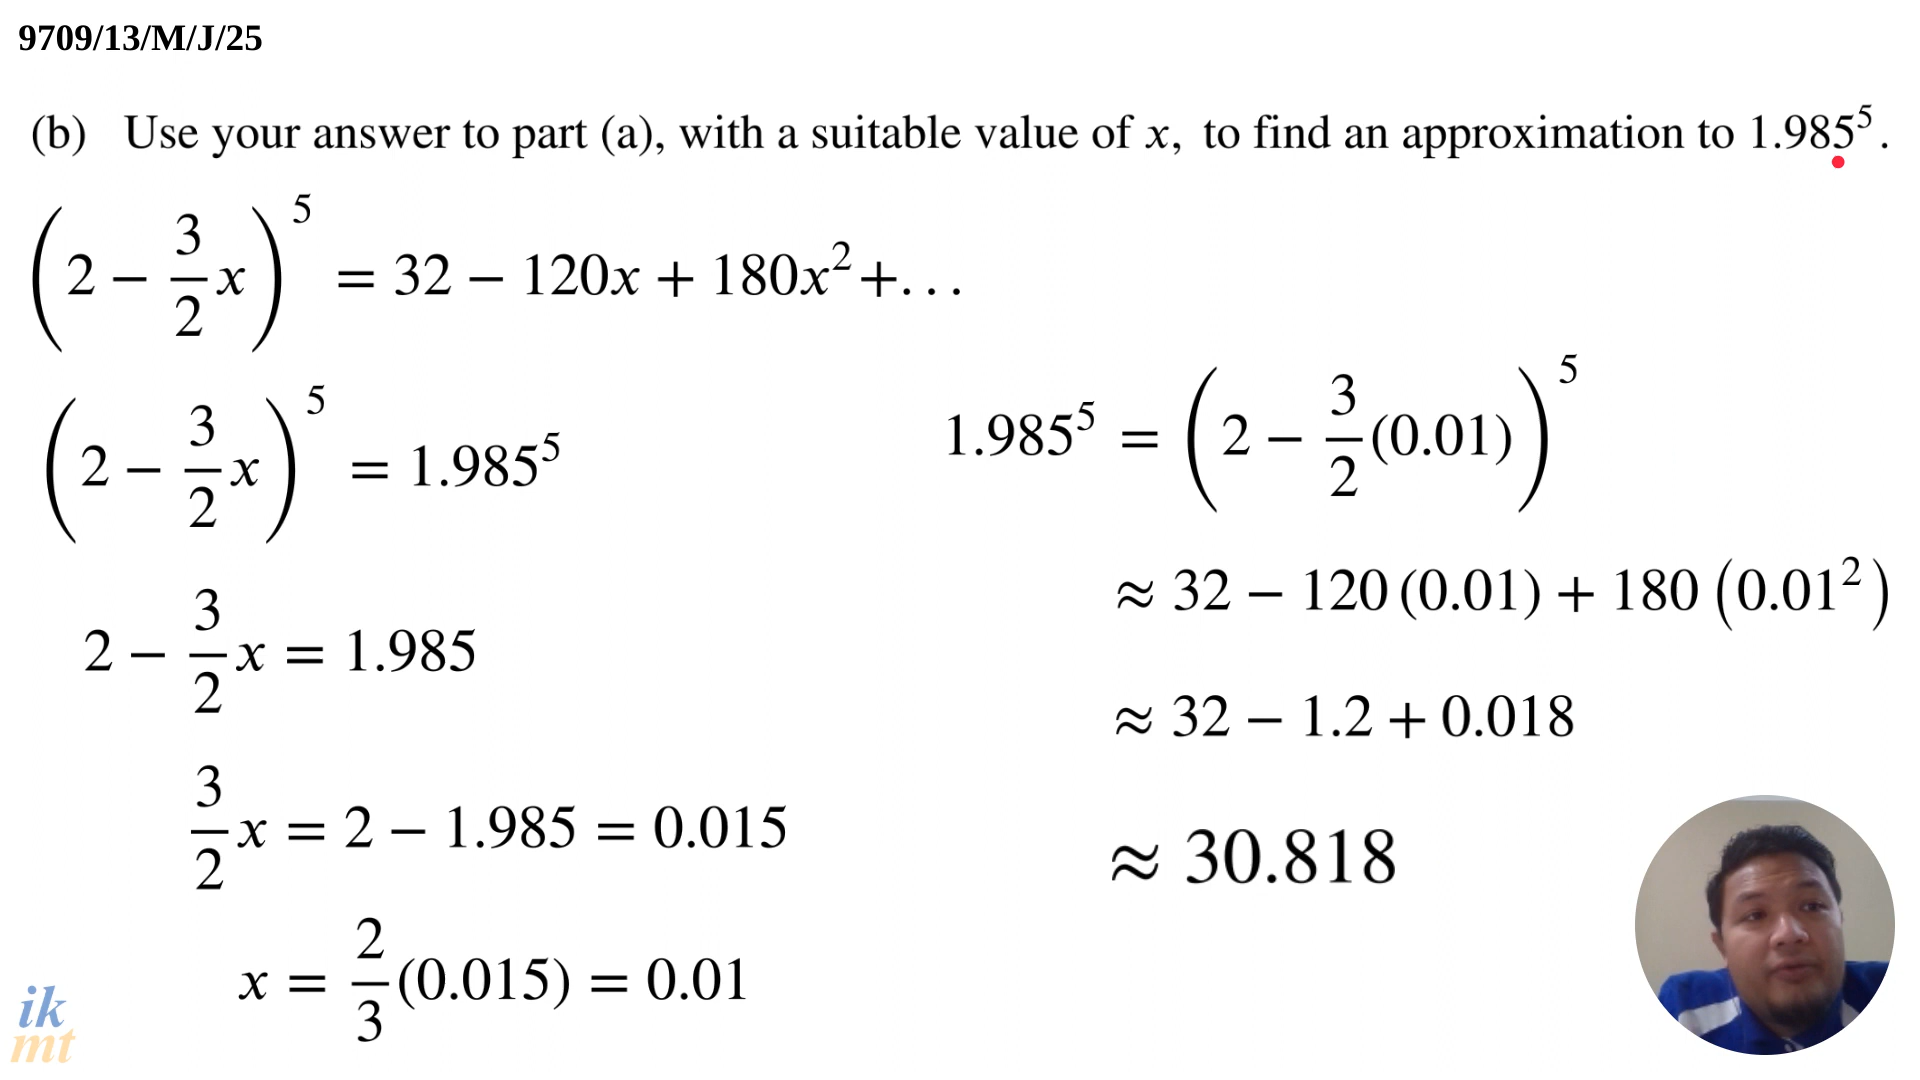 9709/13/M/J/25
(b) Use your answer to part (a), with a suitable value of x, to find an approximation to 1.985⁵.
(2 − 3/2 x)⁵ = 32 − 120x + 180x² +...
(2 − 3/2 x)⁵ = 1.985⁵
2 − 3/2 x = 1.985
3/2 x = 2 − 1.985 = 0.015
x = 2/3 (0.015) = 0.01
1.985⁵ = (2 − 3/2 (0.01))⁵
≈ 32 − 120 (0.01) + 180 (0.01²)
≈ 32 − 1.2 + 0.018
≈ 30.818
ik
mt